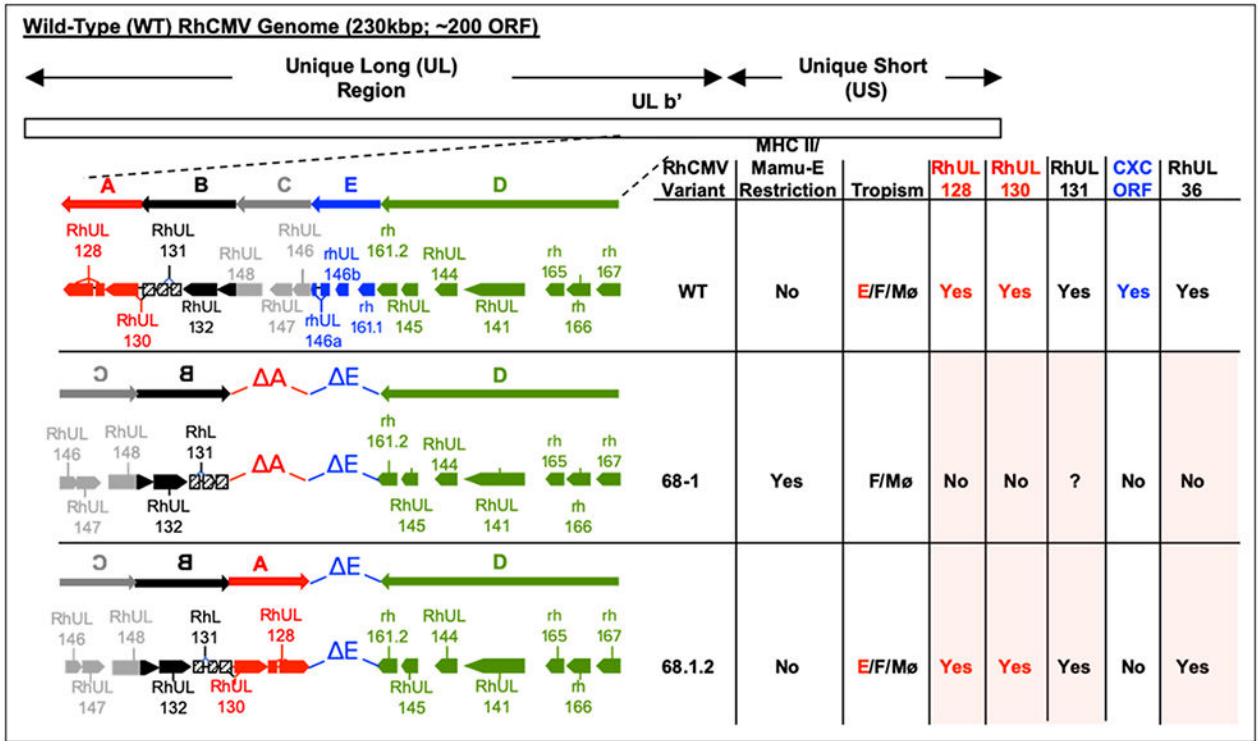 Wild-Type (WT) RhCMV Genome (230kbp; ~200 ORF)
Unique Long (UL)
Region
Unique Short
(US)
UL b’
RhCMV
Variant
MHC II/
Mamu-E
Restriction
Tropism
RhUL
128
RhUL
130
RhUL
131
CXC
ORF
RhUL
36
A B C E D
RhUL
128
RhUL
131
RhUL
148
RhUL
146
rhUL
146b
rh
161.2
RhUL
144
rh
165
rh
167
RhUL
130
RhUL
132
RhUL
147
rhUL
146a
rh
161.1
RhUL
145
RhUL
141
rh
166
WT No E/F/Mø Yes Yes Yes Yes Yes
C B ΔA ΔE D
RhUL
146
RhUL
148
RhL
131
ΔA
ΔE
rh
161.2
RhUL
144
rh
165
rh
167
RhUL
147
RhUL
132
RhUL
145
RhUL
141
rh
166
68-1 Yes F/Mø No No ? No No
C B A ΔE D
RhUL
146
RhUL
148
RhL
131
RhUL
128
ΔE
rh
161.2
RhUL
144
rh
165
rh
167
RhUL
147
RhUL
132
RhUL
130
RhUL
145
RhUL
141
rh
166
68.1.2 No E/F/Mø Yes Yes Yes No Yes